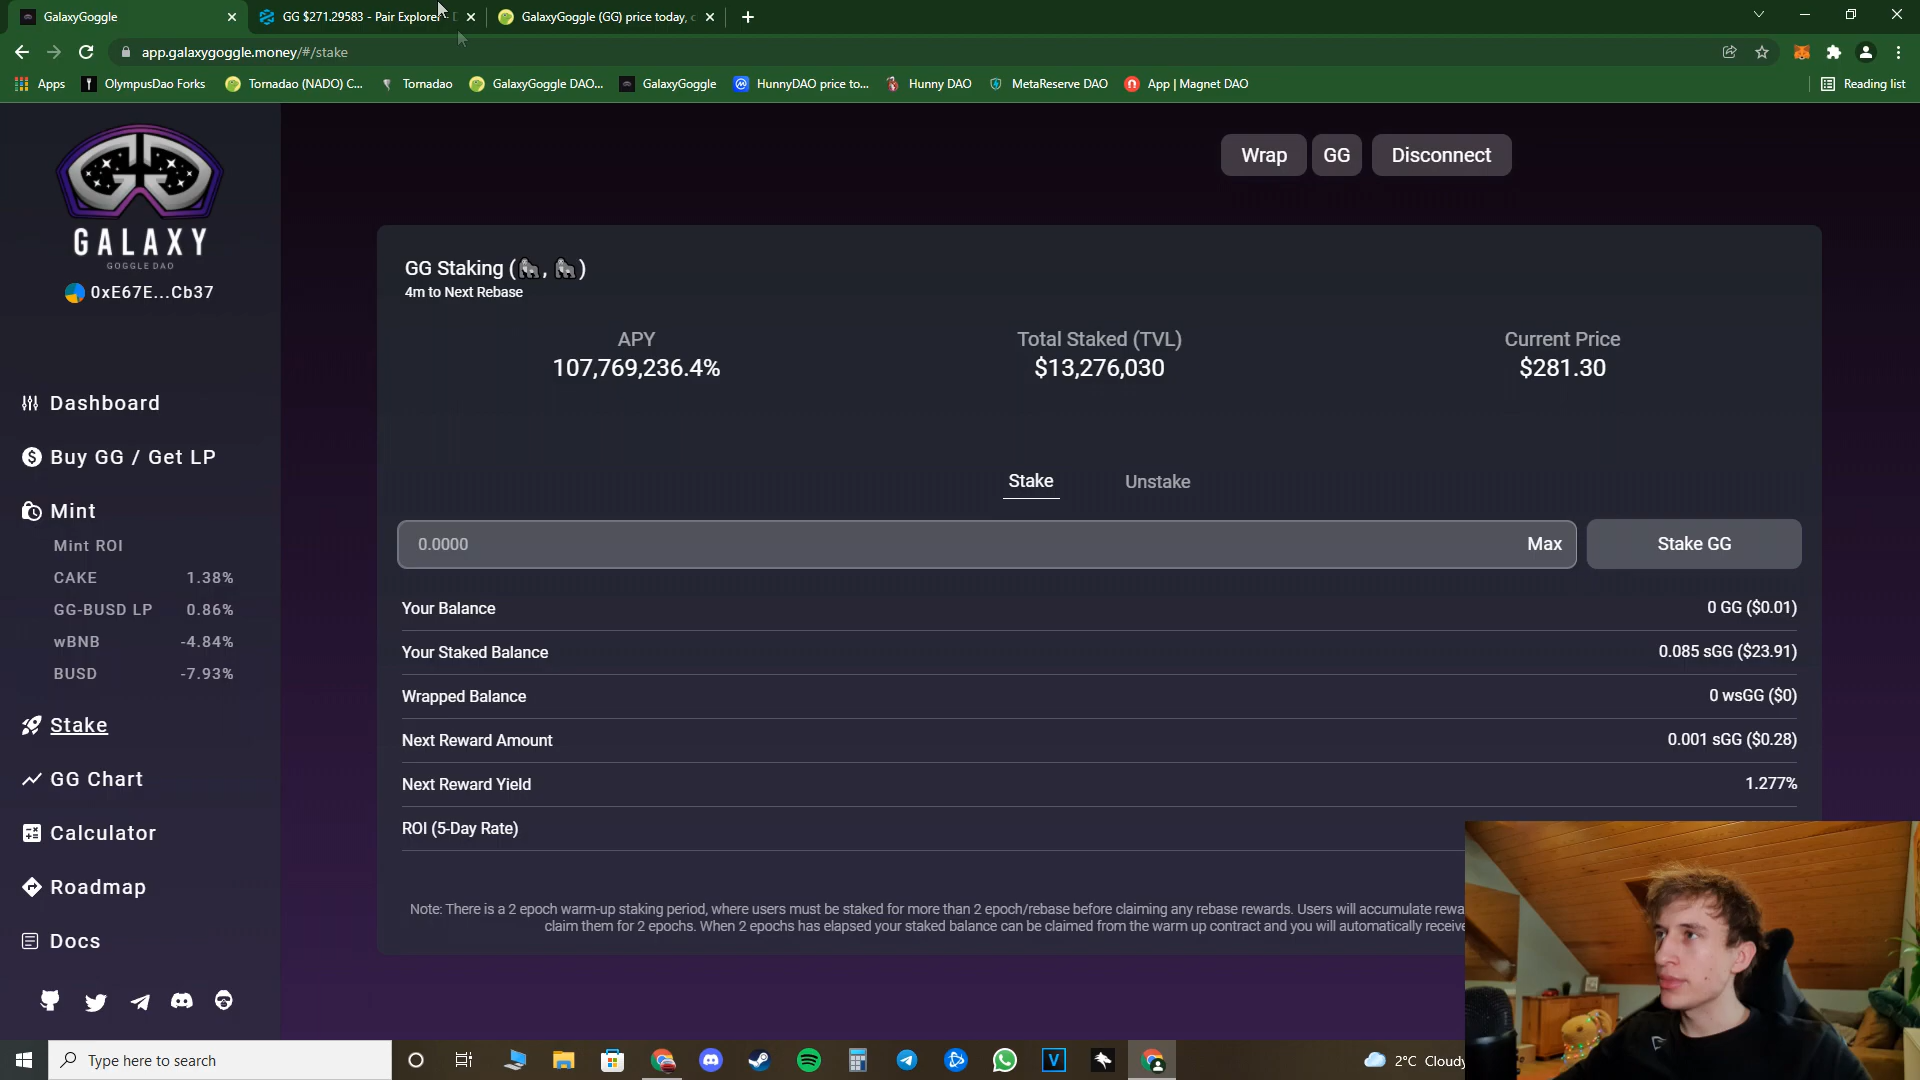 GalaxyGoggle
GG $271.29583 - Pair Explorer
GalaxyGoggle (GG) price today,
app.galaxygoggle.money/#/stake
Apps
OlympusDao Forks
Tornadao (NADO) C...
Tornadao
GalaxyGoggle DAO...
GalaxyGoggle
HunnyDAO price to...
Hunny DAO
MetaReserve DAO
App | Magnet DAO
Reading list
GALAXY
GOGGLE DAO
0xE67E...Cb37
Dashboard
Buy GG / Get LP
Mint
Mint ROI
CAKE 1.38%
GG-BUSD LP 0.86%
wBNB -4.84%
BUSD -7.93%
Stake
GG Chart
Calculator
Roadmap
Docs
Wrap
GG
Disconnect
GG Staking (🦍, 🦍)
4m to Next Rebase
APY
107,769,236.4%
Total Staked (TVL)
$13,276,030
Current Price
$281.30
Stake
Unstake
0.0000
Max
Stake GG
Your Balance 0 GG ($0.01)
Your Staked Balance 0.085 sGG ($23.91)
Wrapped Balance 0 wsGG ($0)
Next Reward Amount 0.001 sGG ($0.28)
Next Reward Yield 1.277%
ROI (5-Day Rate)
Note: There is a 2 epoch warm-up staking period, where users must be staked for more than 2 epoch/rebase before claiming any rebase rewards. Users will accumulate
claim them for 2 epochs. When 2 epochs has elapsed your staked balance can be claimed from the warm up contract and you will automatically receive
Type here to search
2°C Cloudy